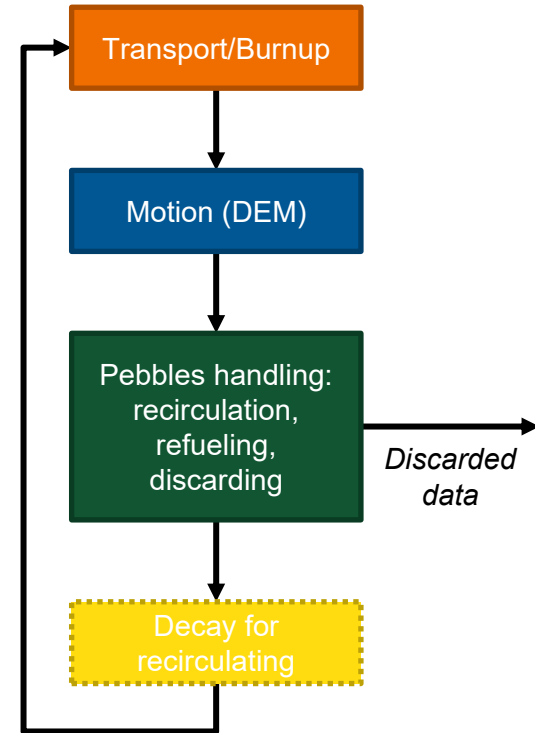 Transport/Burnup
Motion (DEM)
Pebbles handling:
recirculation,
refueling,
discarding
Discarded
data
Decay for
recirculating